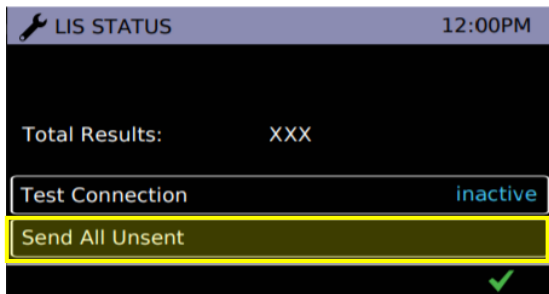 LIS STATUS 12:00PM
Total Results: XXX
Test Connection inactive
Send All Unsent